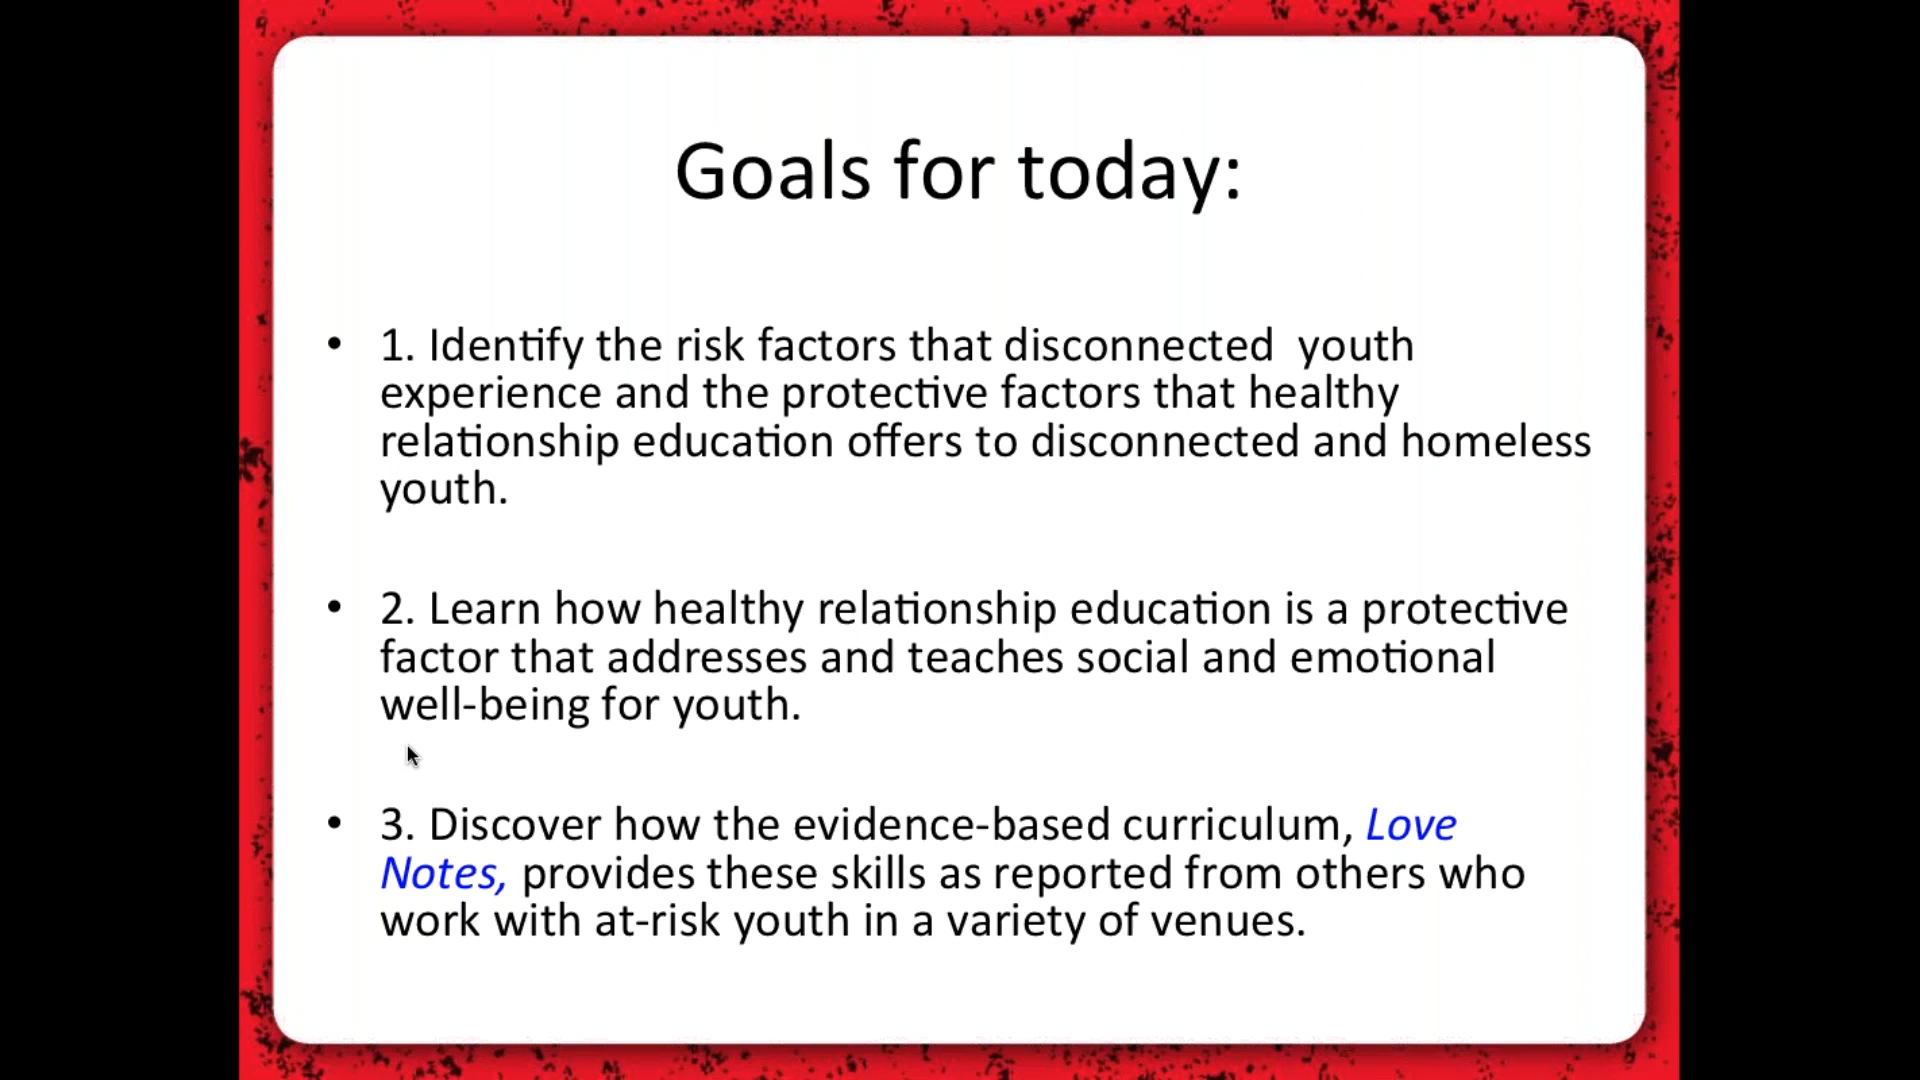 Goals for today:
• 1. Identify the risk factors that disconnected  youth
experience and the protective factors that healthy
relationship education offers to disconnected and homeless
youth.
• 2. Learn how healthy relationship education is a protective
factor that addresses and teaches social and emotional
well-being for youth.
• 3. Discover how the evidence-based curriculum, Love
Notes, provides these skills as reported from others who
work with at-risk youth in a variety of venues.